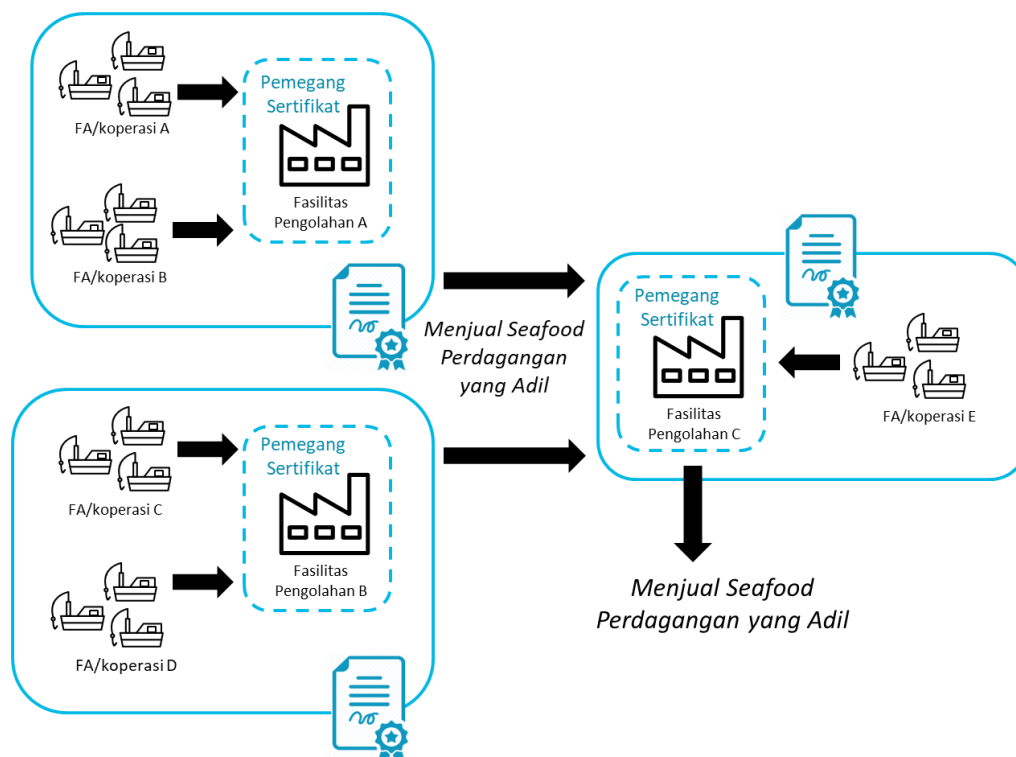 Pemegang
Sertifikat
FA/koperasi A
Fasilitas
Pengolahan A
FA/koperasi B
Menjual Seafood
Perdagangan
yang Adil
Pemegang
Sertifikat
Fasilitas
Pengolahan C
FA/koperasi E
Pemegang
Sertifikat
FA/koperasi C
Fasilitas
Pengolahan B
FA/koperasi D
Menjual Seafood
Perdagangan yang Adil